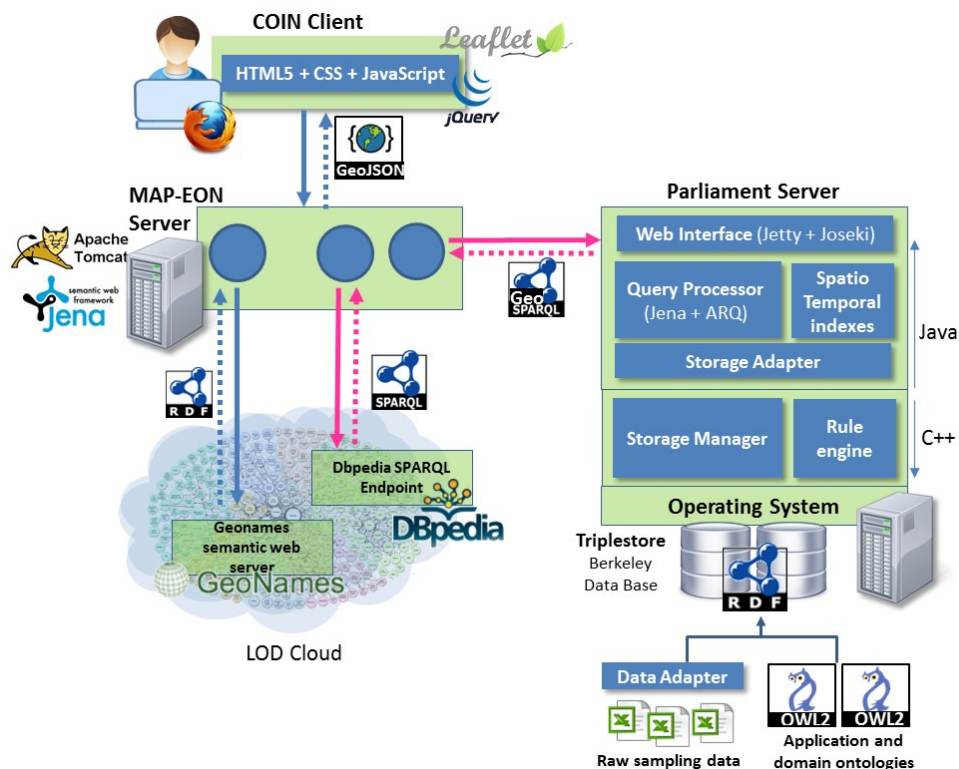 COIN Client
Leaflet
HTML5 + CSS + JavaScript
jQuery
{ }
GeoJSON
MAP-EON
Server
Apache
Tomcat
semantic web
framework
Jena
Parliament Server
Web Interface (Jetty + Joseki)
Geo
SPARQL
Query Processor
(Jena + ARQ)
Spatio
Temporal
indexes
Java
Storage Adapter
RDF
SPARQL
Storage Manager
Rule
engine
C++
Dbpedia SPARQL
Endpoint
DBpedia
Operating System
Geonames
semantic web
server
GeoNames
Triplestore
Berkeley
Data Base
RDF
LOD Cloud
Data Adapter
OWL2
OWL2
Raw sampling data
Application and
domain ontologies